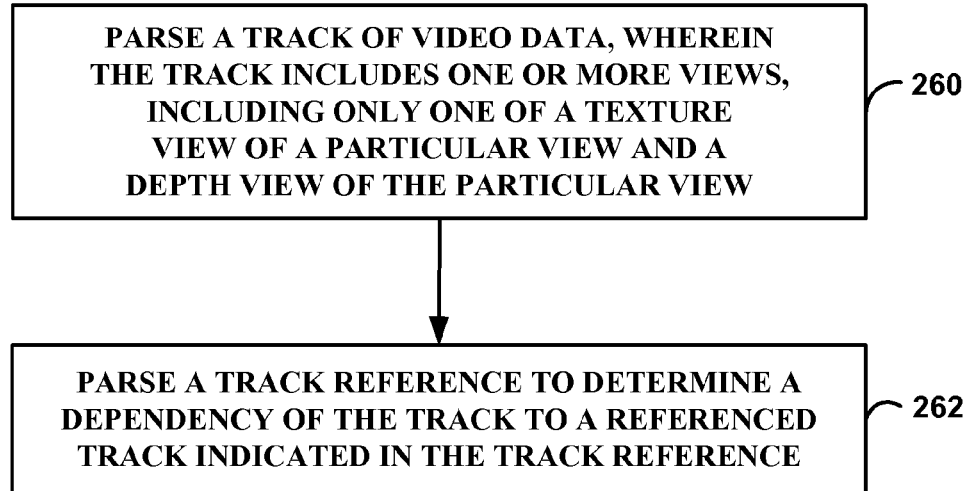 PARSE A TRACK OF VIDEO DATA, WHEREIN
THE TRACK INCLUDES ONE OR MORE VIEWS,
INCLUDING ONLY ONE OF A TEXTURE
VIEW OF A PARTICULAR VIEW AND A
DEPTH VIEW OF THE PARTICULAR VIEW
260
PARSE A TRACK REFERENCE TO DETERMINE A
DEPENDENCY OF THE TRACK TO A REFERENCED
TRACK INDICATED IN THE TRACK REFERENCE
262